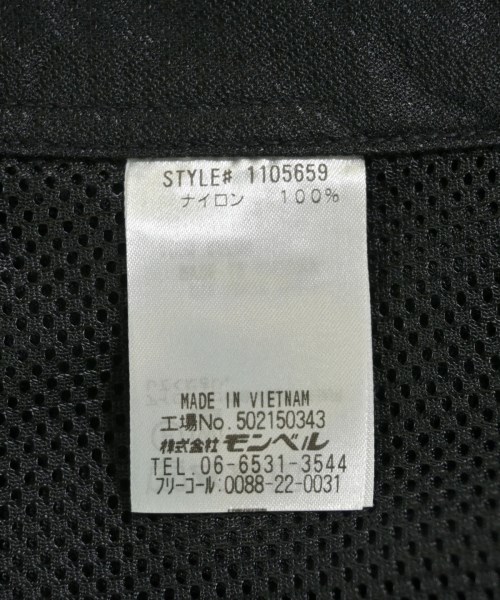 STYLE# 1105659
ナイロン 100%
MADE IN VIETNAM
工場No.502150343
株式会社 モンベル
TEL.06-6531-3544
フリーコール:0088-22-0031